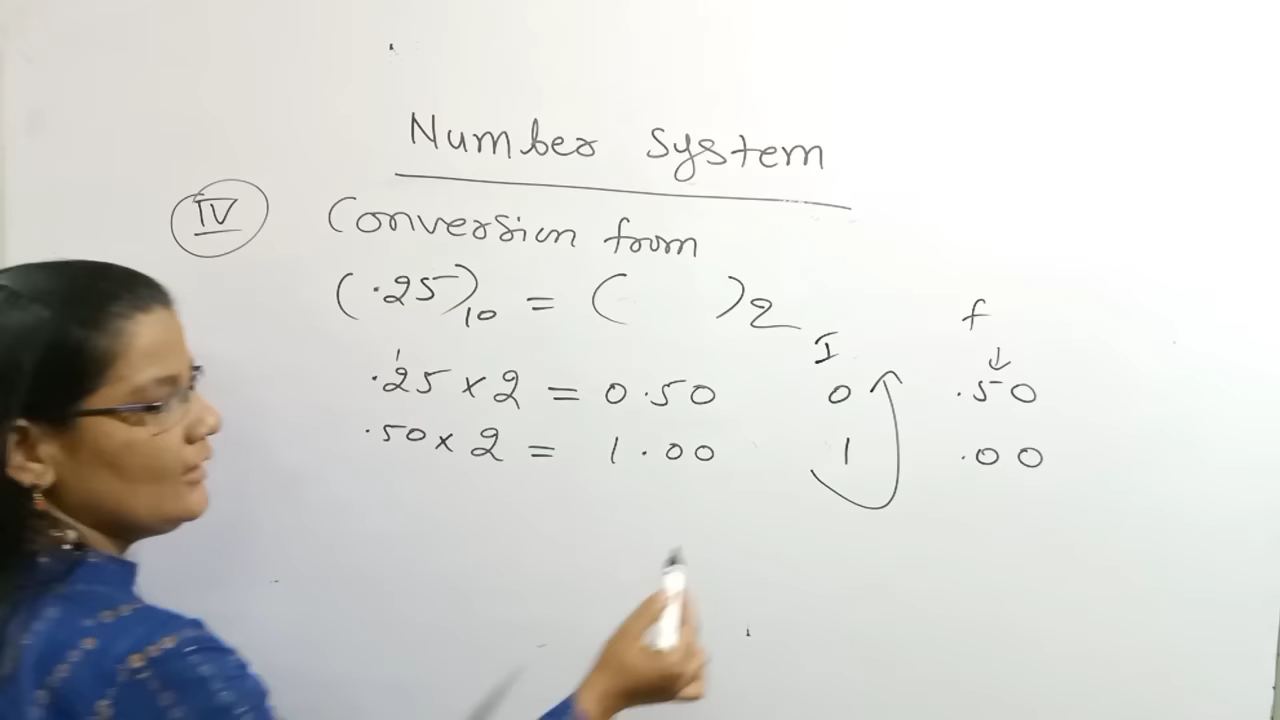 Number System
IV Conversion from
(.25)10 = ( )2
I f
.25 x 2 = 0.50 0 .50
.50 x 2 = 1.00 1 .00